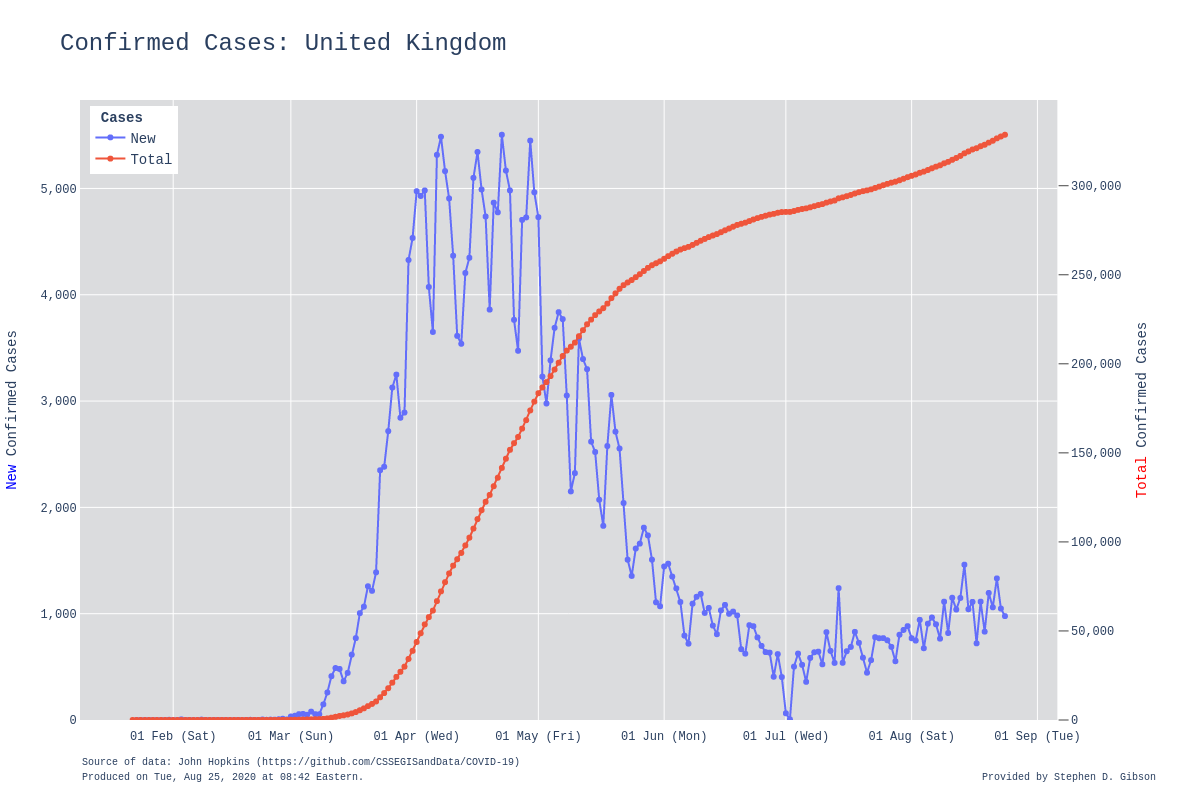 Confirmed Cases: United Kingdom
Cases
New
Total
5,000
4,000
3,000
2,000
1,000
0
New Confirmed Cases
300,000
250,000
200,000
150,000
100,000
50,000
0
Total Confirmed Cases
01 Feb (Sat) 01 Mar (Sun) 01 Apr (Wed) 01 May (Fri) 01 Jun (Mon) 01 Jul (Wed) 01 Aug (Sat) 01 Sep (Tue)
Source of data: John Hopkins (https://github.com/CSSEGISandData/COVID-19)
Produced on Tue, Aug 25, 2020 at 08:42 Eastern.
Provided by Stephen D. Gibson